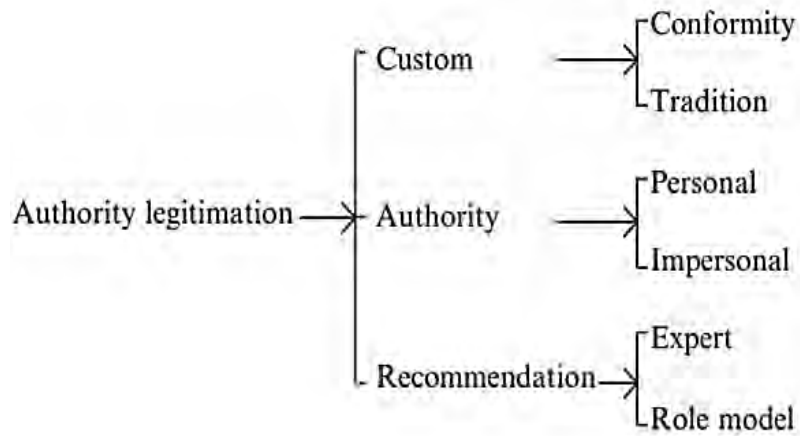 Conformity
Custom
Tradition
Personal
Authority legitimation
Authority
Impersonal
Expert
Recommendation
Role model